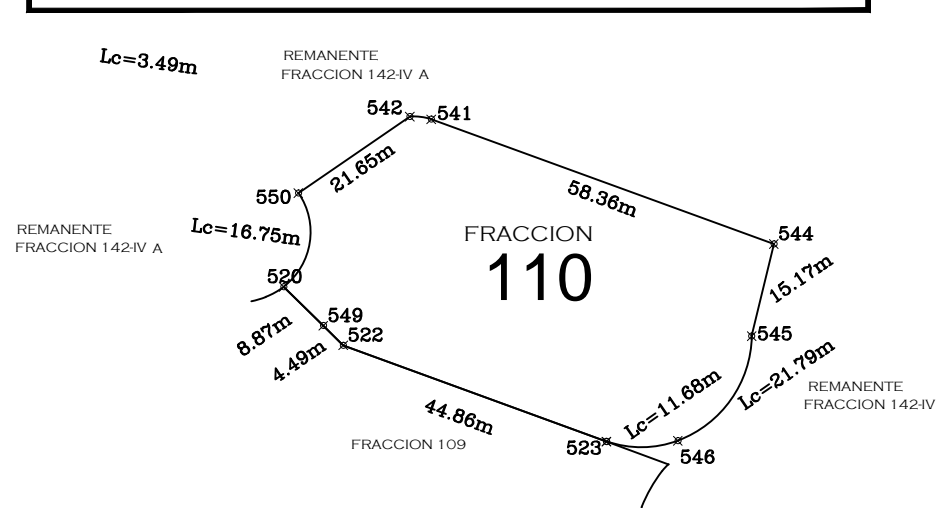 Lc=3.49m
REMANENTE
FRACCION 142-IV A
542
541
21.65m
58.36m
550
REMANENTE
FRACCION 142-IV A
Lc=16.75m
FRACCION
110
544
15.17m
520
549
522
545
8.87m
4.49m
44.86m
Lc=11.68m
Lc=21.79m
REMANENTE
FRACCION 142-IV
FRACCION 109
523
546